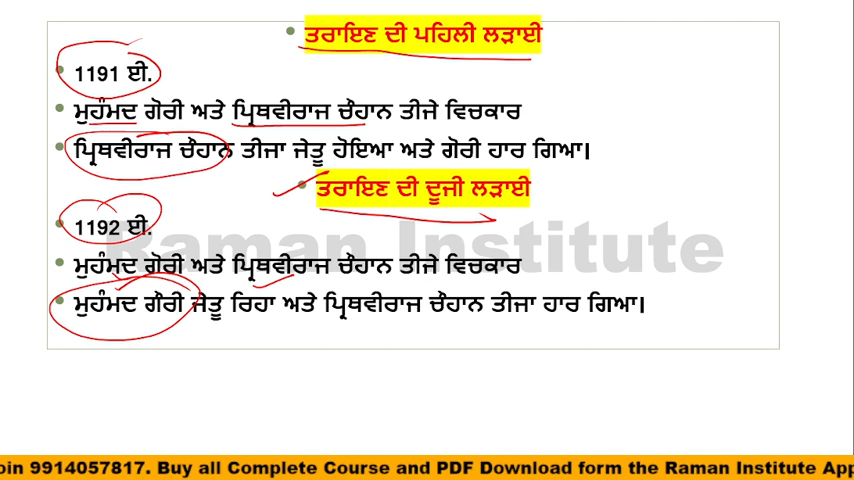 ਤਰਾਇਣ ਦੀ ਪਹਿਲੀ ਲੜਾਈ
1191 ਈ.
ਮੁਹੰਮਦ ਗੋਰੀ ਅਤੇ ਪ੍ਰਿਥਵੀਰਾਜ ਚੌਹਾਨ ਤੀਜੇ ਵਿਚਕਾਰ
ਪ੍ਰਿਥਵੀਰਾਜ ਚੌਹਾਨ ਤੀਜਾ ਜੇਤੂ ਹੋਇਆ ਅਤੇ ਗੋਰੀ ਹਾਰ ਗਿਆ।
ਤਰਾਇਣ ਦੀ ਦੂਜੀ ਲੜਾਈ
1192 ਈ.
Raman Institute
ਮੁਹੰਮਦ ਗੋਰੀ ਅਤੇ ਪ੍ਰਿਥਵੀਰਾਜ ਚੌਹਾਨ ਤੀਜੇ ਵਿਚਕਾਰ
ਮੁਹੰਮਦ ਗੌਰੀ ਜੇਤੂ ਰਿਹਾ ਅਤੇ ਪ੍ਰਿਥਵੀਰਾਜ ਚੌਹਾਨ ਤੀਜਾ ਹਾਰ ਗਿਆ।
oin 9914057817. Buy all Complete Course and PDF Download form the Raman Institute App